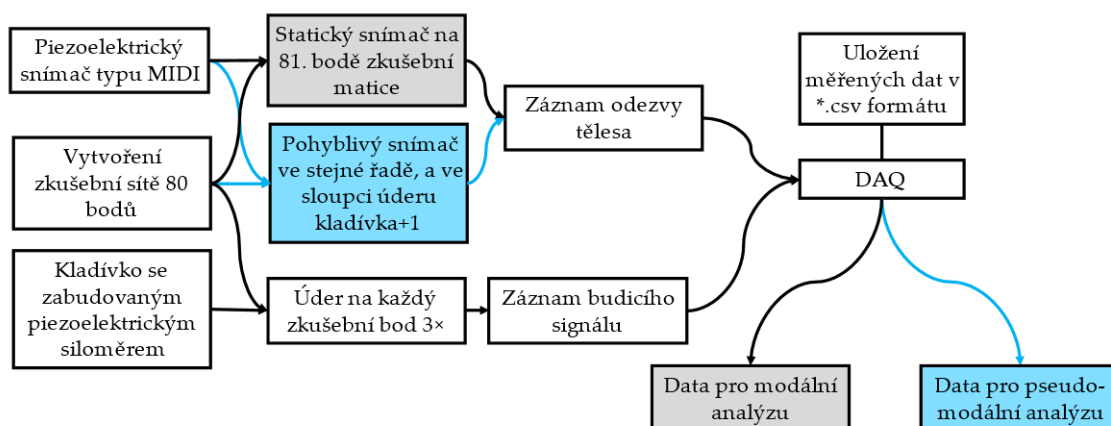 Piezoelektrický
snímač typu MIDI
Vytvoření
zkušební sítě 80
bodů
Kladívko se
zabudovaným
piezoelektrickým
siloměrem
Statický snímač na
81. bodě zkušební
matice
Pohyblivý snímač
ve stejné řadě, a ve
sloupci úderu
kladívka+1
Úder na každý
zkušební bod 3×
Záznam odezvy
tělesa
Záznam budicího
signálu
Uložení
měřených dat v
*.csv formátu
DAQ
Data pro modální
analýzu
Data pro pseudo-
modální analýzu